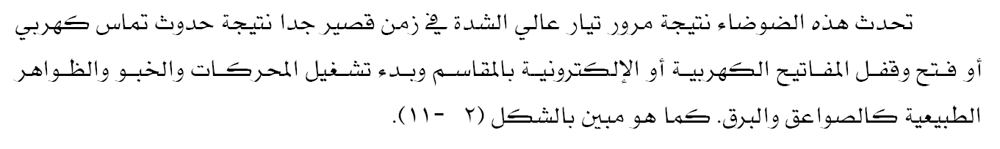 تحدث هذه الضوضاء نتيجة مرور تيار عالي الشدة في زمن قصير جدا نتيجة حدوث تماس كهربي
أو فتح وقفل المفاتيح الكهربية أو الإلكترونية بالمقاسم وبدء تشغيل المحركات والخبو والظواهر
الطبيعية كالصواعق والبرق. كما هو مبين بالشكل (٢ - ١١).